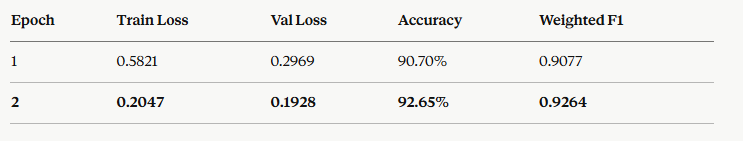 Epoch Train Loss Val Loss Accuracy Weighted F1
1 0.5821 0.2969 90.70% 0.9077
2 0.2047 0.1928 92.65% 0.9264